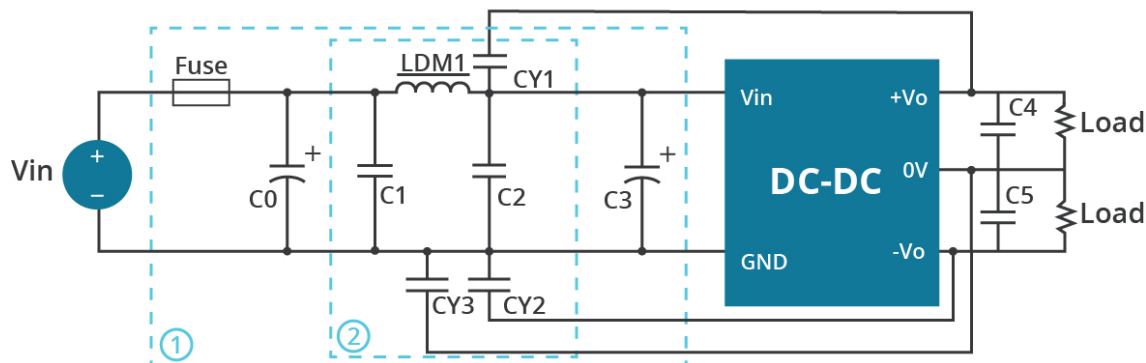 Fuse
LDM1
CY1
Vin
+
−
C0
+
C1
C2
C3
+
CY3
CY2
1
2
Vin
+Vo
DC-DC
0V
GND
-Vo
C4
Load
C5
Load